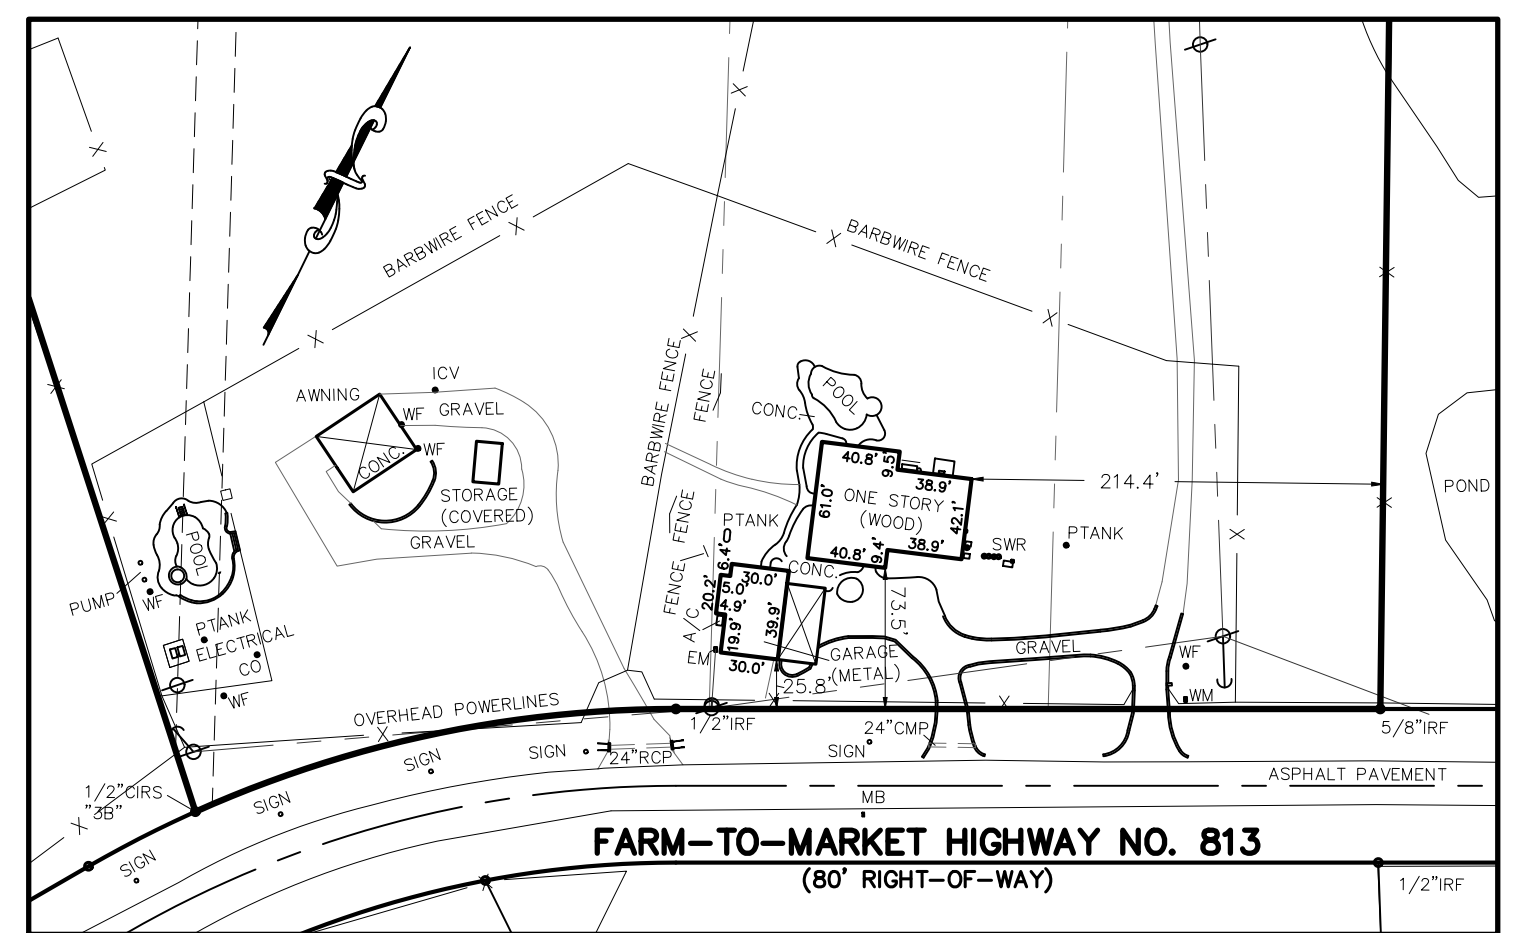 BARBWIRE FENCE
BARBWIRE FENCE
BARBWIRE FENCE
FENCE
FENCE
FENCE
ICV
AWNING
WF
GRAVEL
WF
CONC.
STORAGE
(COVERED)
GRAVEL
POOL
CONC.
40.8'
9.5'
38.9'
214.4'
61.0'
ONE STORY
(WOOD)
42.1'
40.8'
9.4'
38.9'
SWR
PTANK
PTANK
POND
POOL
PUMP
WF
PTANK
ELECTRICAL
CO
WF
6.4'
30.0'
5.0'
20.2'
4.9'
19.9'
39.9'
30.0'
A/C
EM
CONC.
73.5'
GARAGE
(METAL)
25.8'
GRAVEL
WF
WM
OVERHEAD POWERLINES
1/2"IRF
24"CMP
5/8"IRF
SIGN
SIGN
SIGN
SIGN
SIGN
24"RCP
1/2"CIRS
"3B"
ASPHALT PAVEMENT
MB
FARM-TO-MARKET HIGHWAY NO. 813
(80' RIGHT-OF-WAY)
1/2"IRF